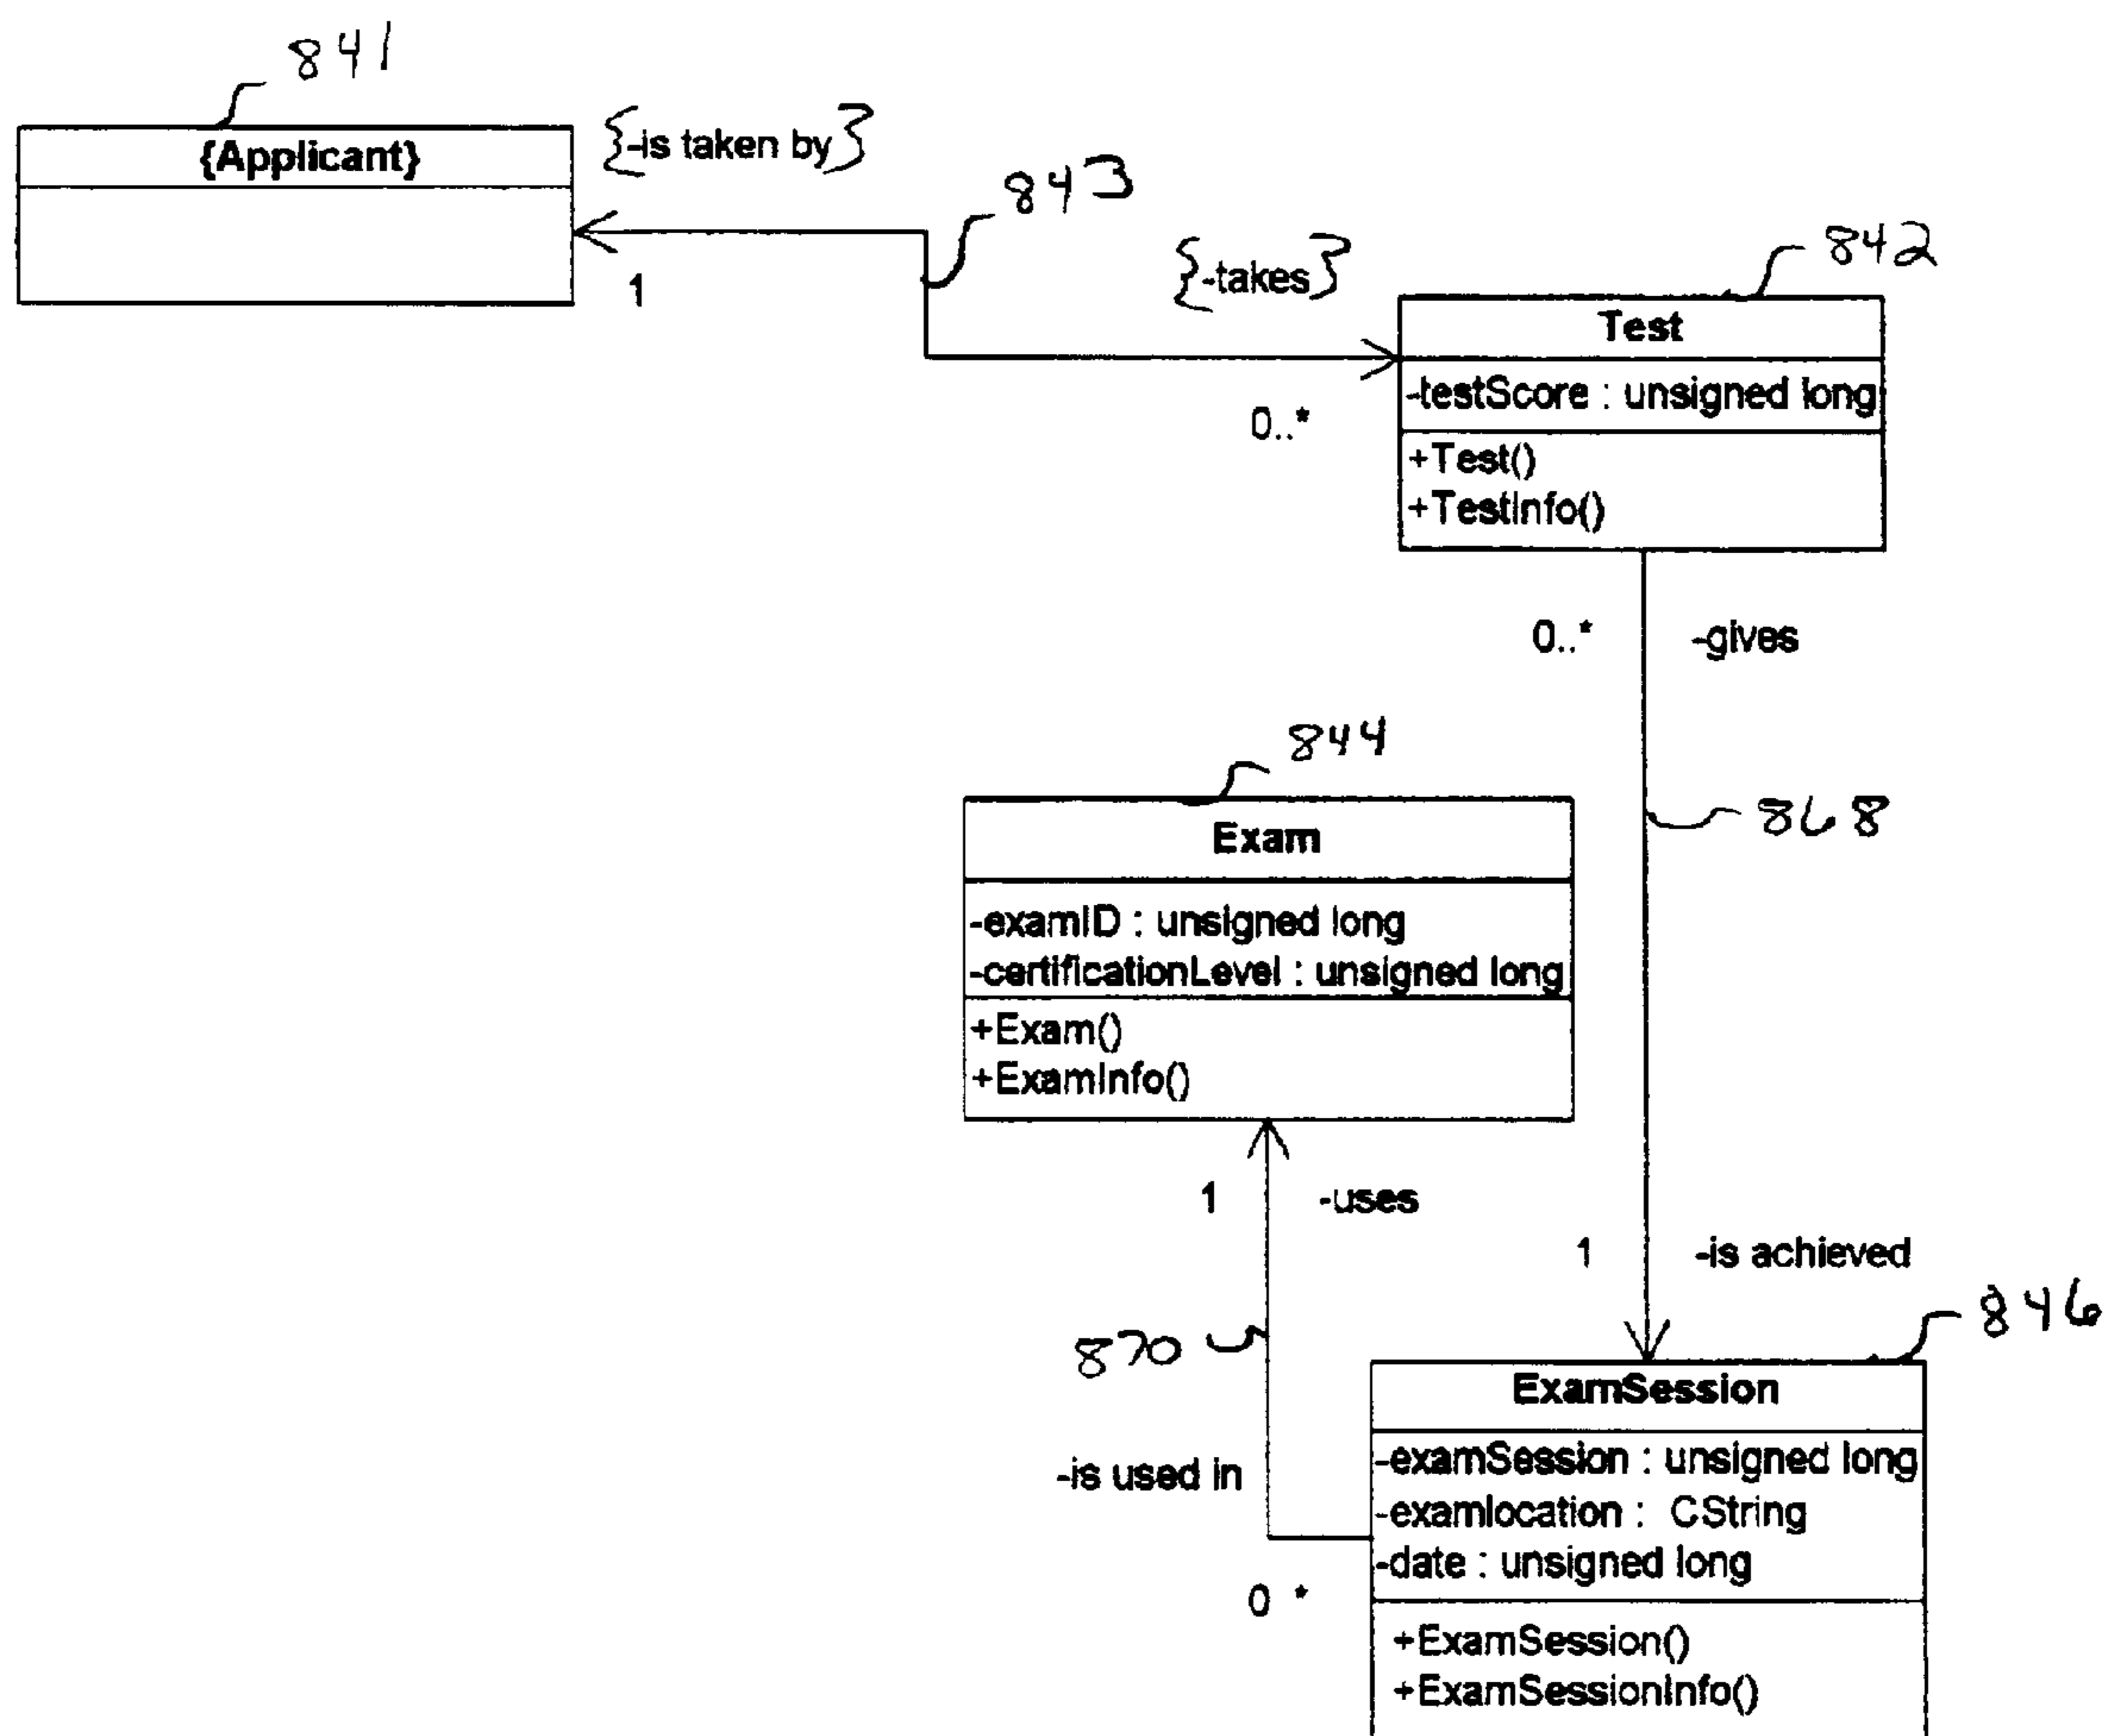 841
{Applicant}
{-is taken by}
843
1
{-takes}
842
Test
-testScore : unsigned long
0..*
+Test()
+TestInfo()
0..*
-gives
844
868
Exam
-examID : unsigned long
-certificationLevel : unsigned long
+Exam()
+ExamInfo()
1
-uses
1
-is achieved
846
870
ExamSession
-examSession : unsigned long
-is used in
-examlocation : CString
-date : unsigned long
0 *
+ExamSession()
+ExamSessionInfo()